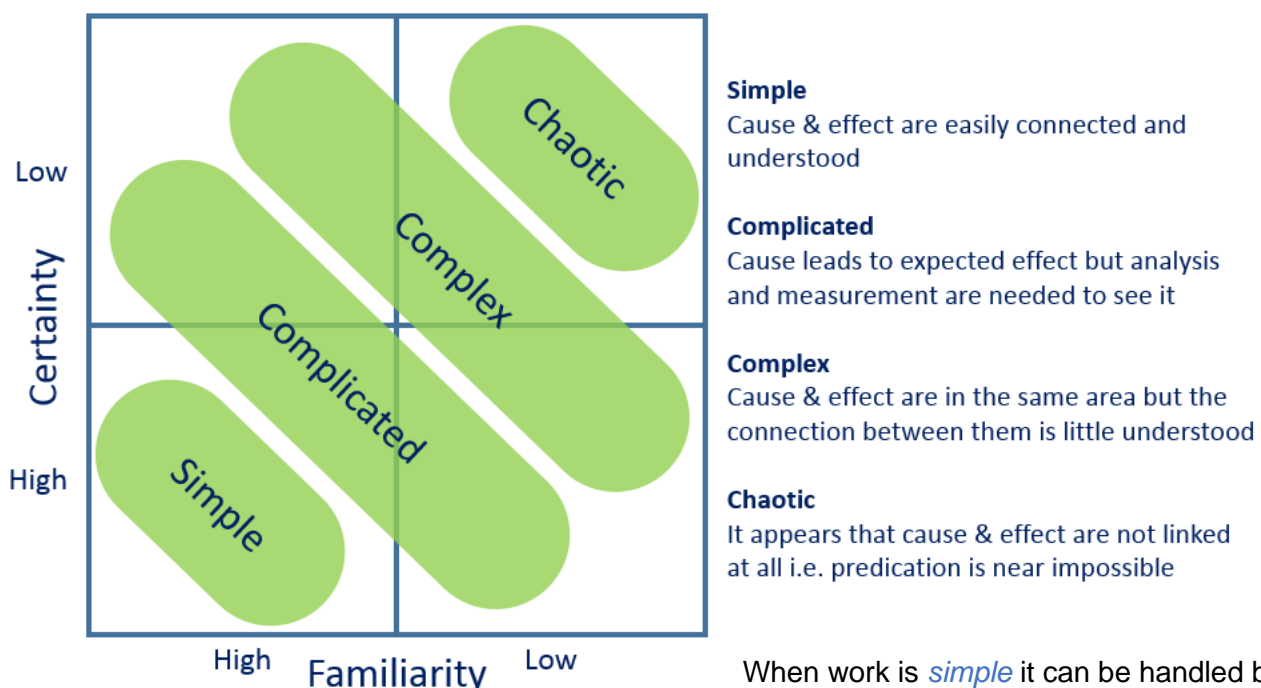 Chaotic
Complex
Complicated
Simple
Low
Certainty
High
High
Familiarity
Low
Simple
Cause & effect are easily connected and
understood
Complicated
Cause leads to expected effect but analysis
and measurement are needed to see it
Complex
Cause & effect are in the same area but the
connection between them is little understood
Chaotic
It appears that cause & effect are not linked
at all i.e. predication is near impossible
When work is simple it can be handled